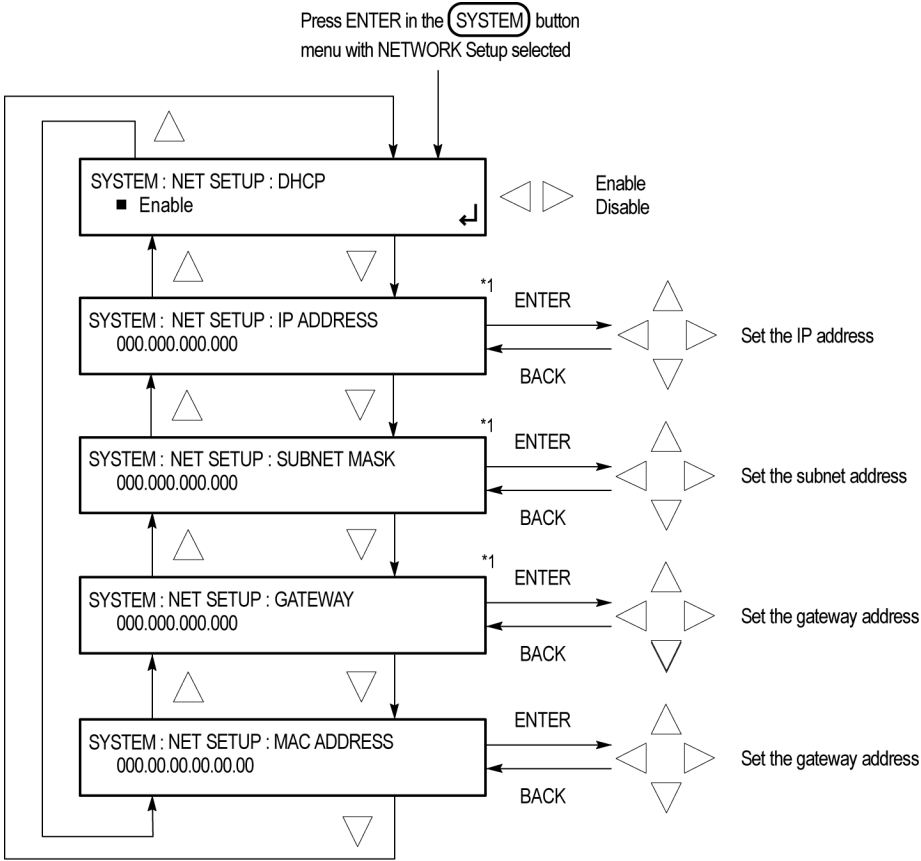 Press ENTER in the SYSTEM button
menu with NETWORK Setup selected
SYSTEM : NET SETUP : DHCP
■ Enable
Enable
Disable
*1
SYSTEM : NET SETUP : IP ADDRESS
000.000.000.000
ENTER
BACK
Set the IP address
*1
SYSTEM : NET SETUP : SUBNET MASK
000.000.000.000
ENTER
BACK
Set the subnet address
*1
SYSTEM : NET SETUP : GATEWAY
000.000.000.000
ENTER
BACK
Set the gateway address
SYSTEM : NET SETUP : MAC ADDRESS
000.00.00.00.00.00
ENTER
BACK
Set the gateway address